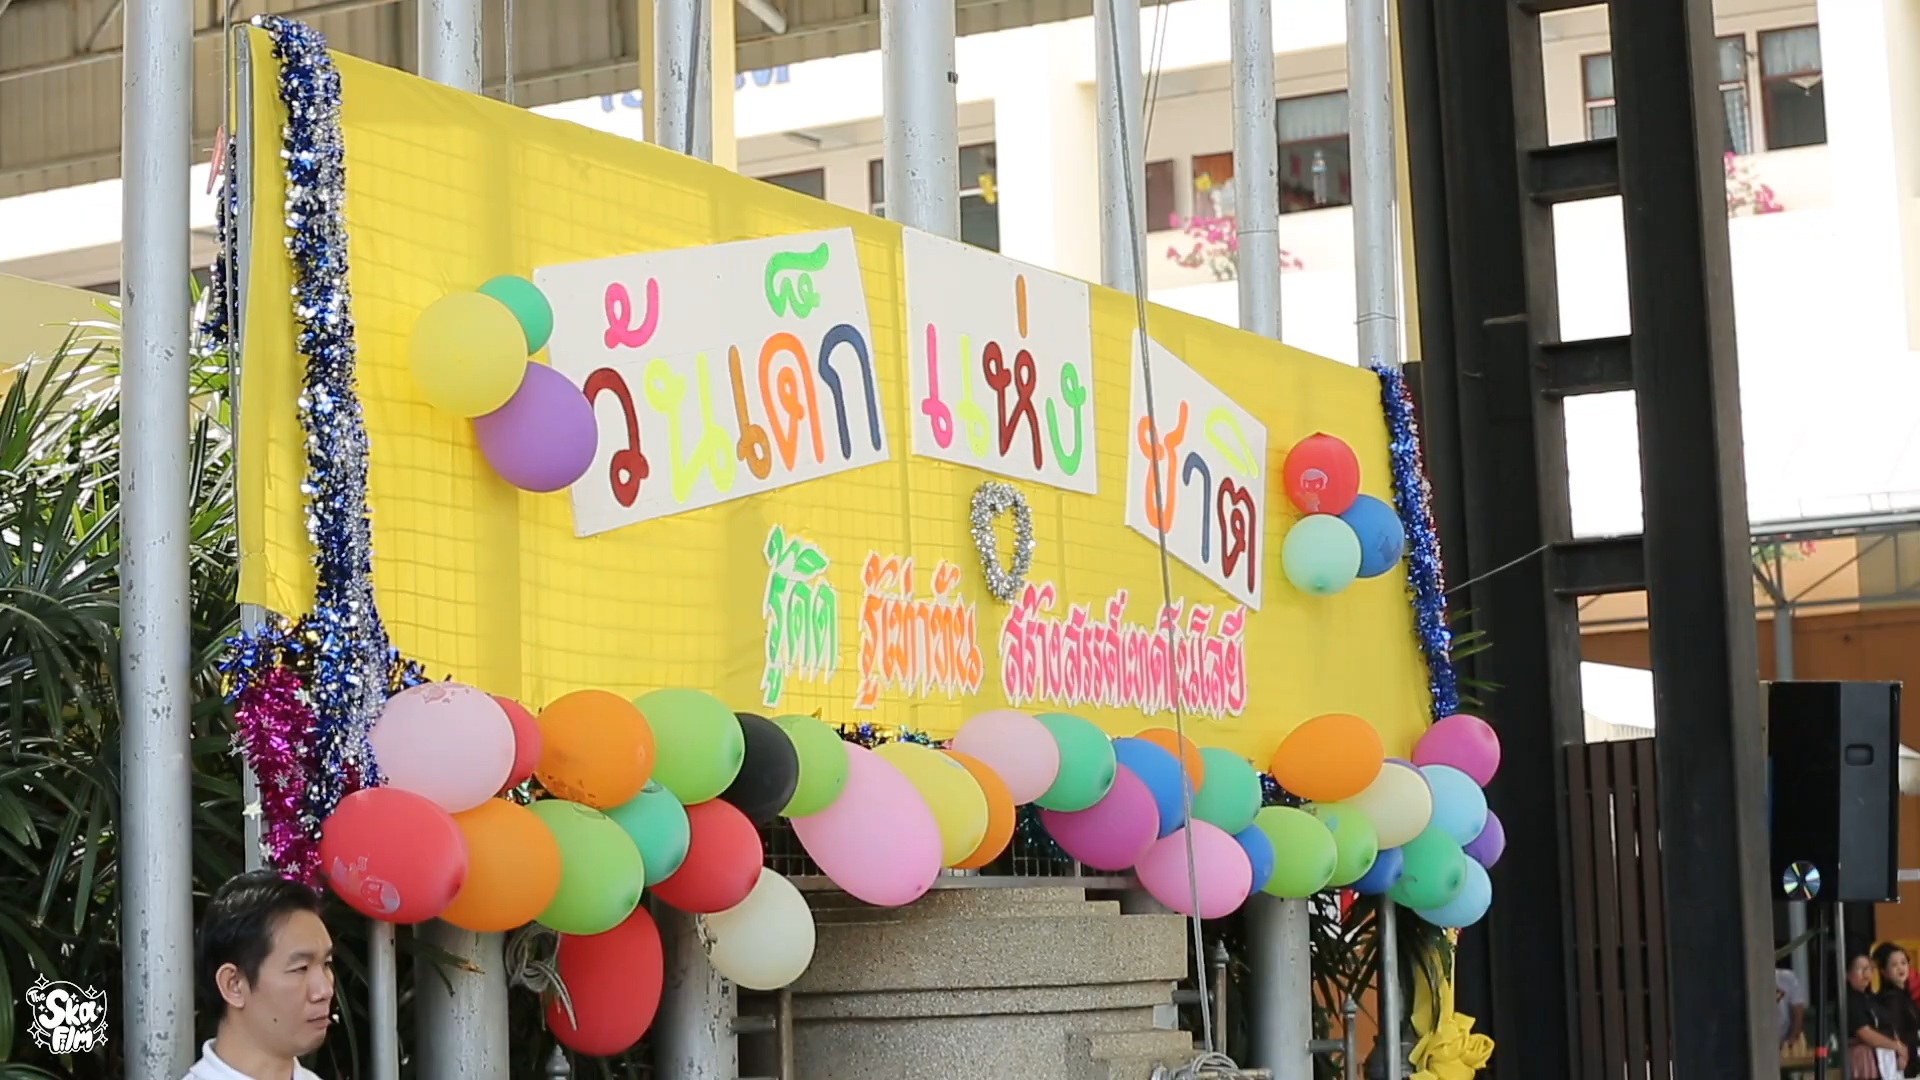 วันเด็ก แห่ง ชาติ
รู้คิด รู้เท่าทัน สร้างสรรค์เทคโนโลยี
The Ska Film